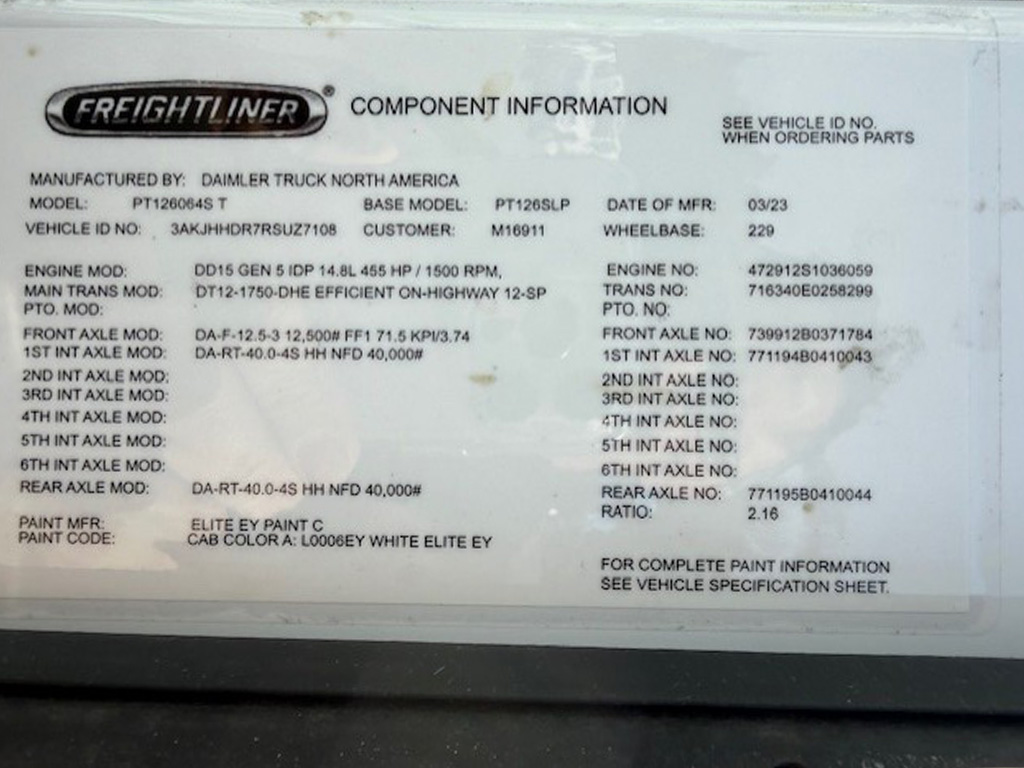 FREIGHTLINER® COMPONENT INFORMATION
SEE VEHICLE ID NO.
WHEN ORDERING PARTS
MANUFACTURED BY: DAIMLER TRUCK NORTH AMERICA
MODEL: PT126064S T BASE MODEL: PT126SLP DATE OF MFR: 03/23
VEHICLE ID NO: 3AKJHHDR7RSUZ7108 CUSTOMER: M16911 WHEELBASE: 229
ENGINE MOD: DD15 GEN 5 IDP 14.8L 455 HP / 1500 RPM, ENGINE NO: 472912S1036059
MAIN TRANS MOD: DT12-1750-DHE EFFICIENT ON-HIGHWAY 12-SP TRANS NO: 716340E0258299
PTO. MOD: PTO. NO:
FRONT AXLE MOD: DA-F-12.5-3 12,500# FF1 71.5 KPI/3.74 FRONT AXLE NO: 739912B0371784
1ST INT AXLE MOD: DA-RT-40.0-4S HH NFD 40,000# 1ST INT AXLE NO: 771194B0410043
2ND INT AXLE MOD: 2ND INT AXLE NO:
3RD INT AXLE MOD: 3RD INT AXLE NO:
4TH INT AXLE MOD: 4TH INT AXLE NO:
5TH INT AXLE MOD: 5TH INT AXLE NO:
6TH INT AXLE MOD: 6TH INT AXLE NO:
REAR AXLE MOD: DA-RT-40.0-4S HH NFD 40,000# REAR AXLE NO: 771195B0410044
RATIO: 2.16
PAINT MFR: ELITE EY PAINT C
PAINT CODE: CAB COLOR A: L0006EY WHITE ELITE EY
FOR COMPLETE PAINT INFORMATION
SEE VEHICLE SPECIFICATION SHEET.